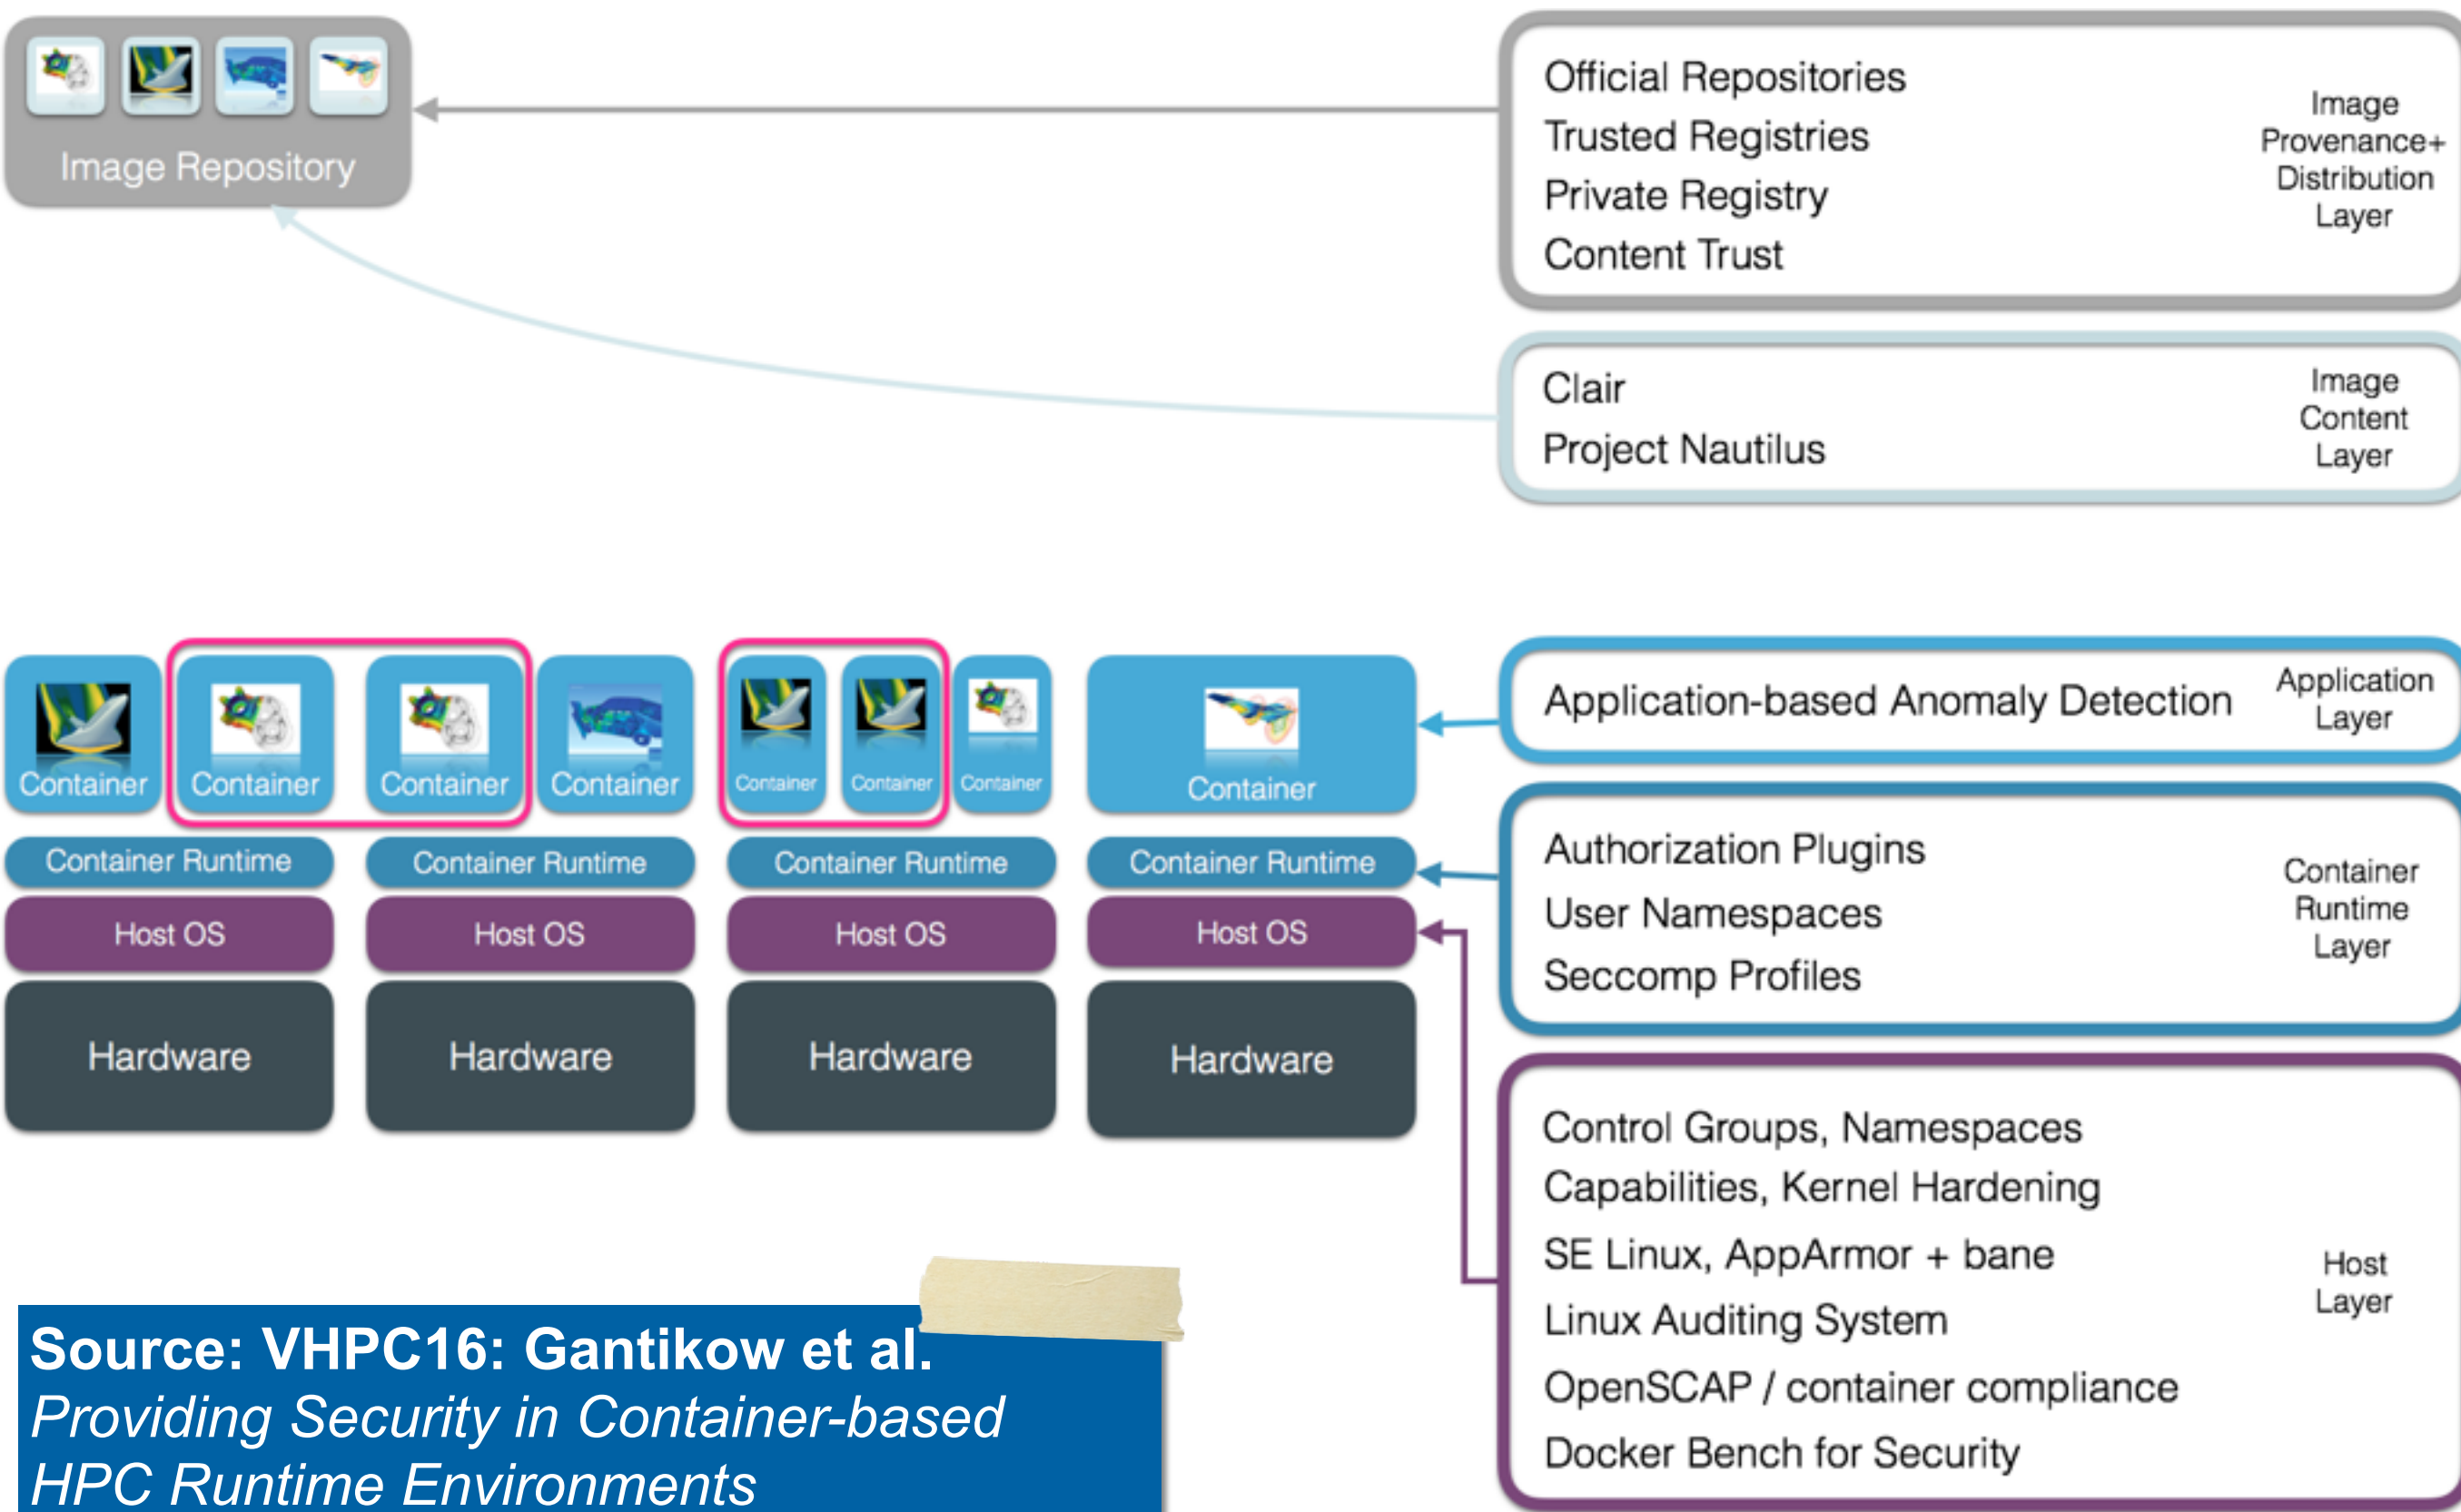 Image Repository
Official Repositories
Trusted Registries
Private Registry
Content Trust
Image
Provenance+
Distribution
Layer
Clair
Project Nautilus
Image
Content
Layer
Container
Container
Container
Container
Container
Container
Container
Container
Application-based Anomaly Detection
Application
Layer
Container Runtime
Container Runtime
Container Runtime
Container Runtime
Host OS
Host OS
Host OS
Host OS
Hardware
Hardware
Hardware
Hardware
Authorization Plugins
User Namespaces
Seccomp Profiles
Container
Runtime
Layer
Control Groups, Namespaces
Capabilities, Kernel Hardening
SE Linux, AppArmor + bane
Linux Auditing System
OpenSCAP / container compliance
Docker Bench for Security
Host
Layer
Source: VHPC16: Gantikow et al.
Providing Security in Container-based
HPC Runtime Environments